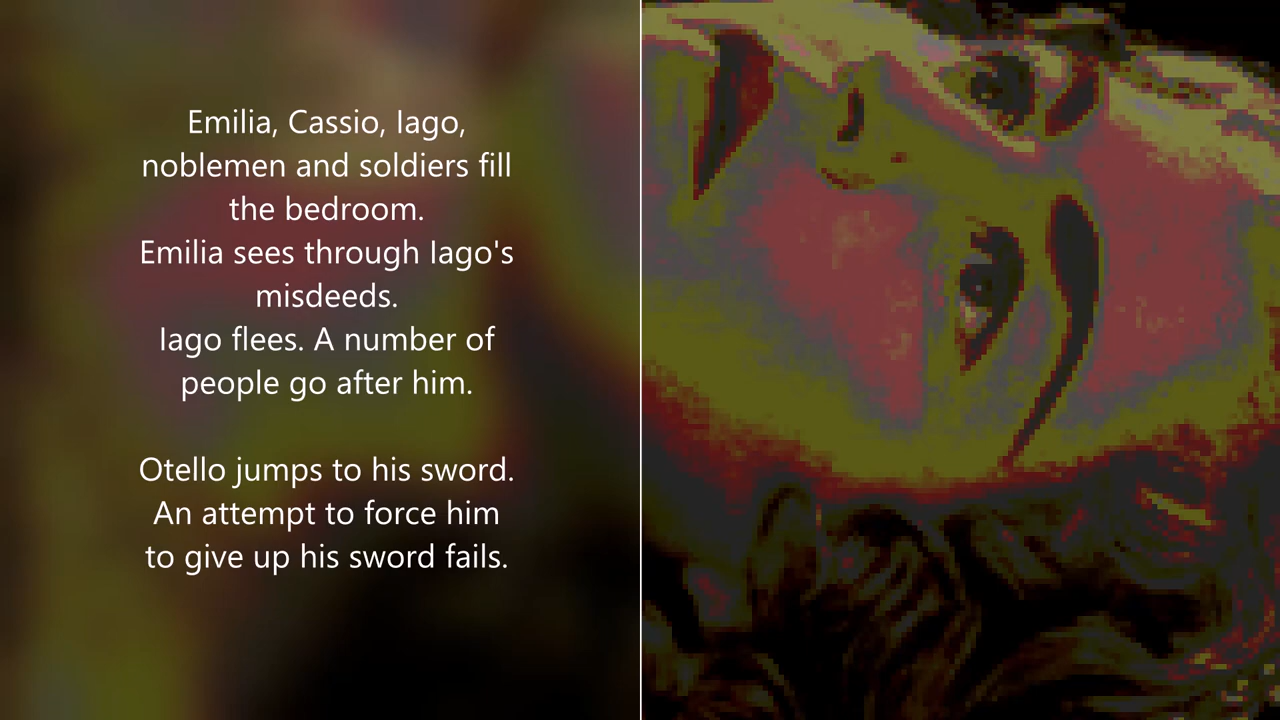 Emilia, Cassio, Iago,
noblemen and soldiers fill
the bedroom.
Emilia sees through Iago's
misdeeds.
Iago flees. A number of
people go after him.
Otello jumps to his sword.
An attempt to force him
to give up his sword fails.